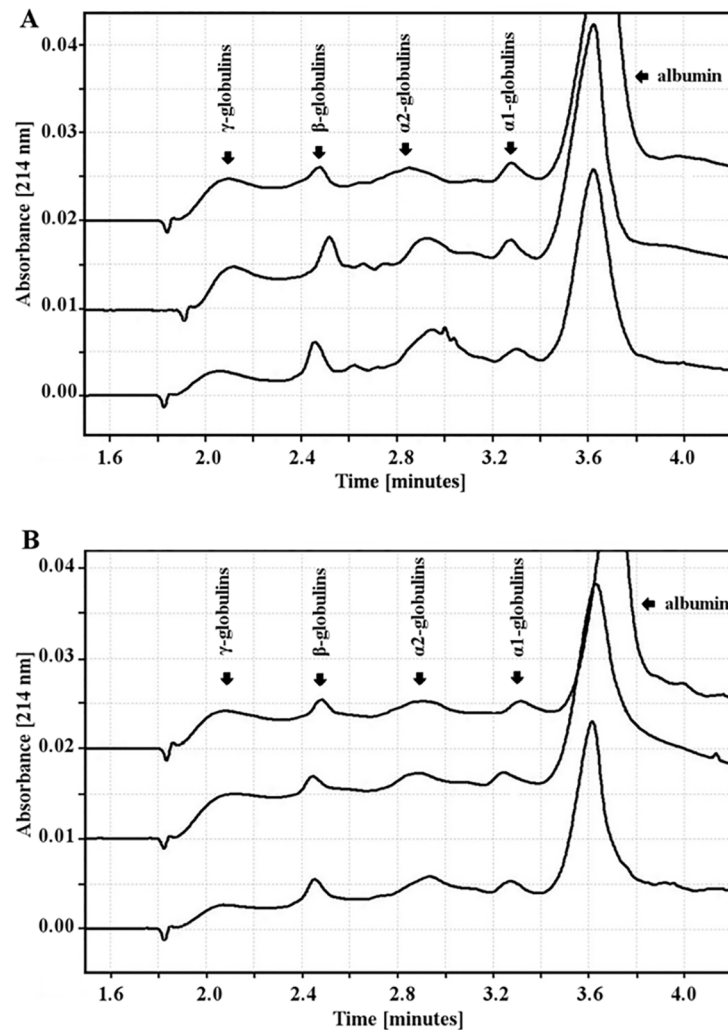 A
0.04
0.03
0.02
0.01
0.00
Absorbance [214 nm]
γ-globulins
β-globulins
α2-globulins
α1-globulins
albumin
1.6 2.0 2.4 2.8 3.2 3.6 4.0
Time [minutes]
B
0.04
0.03
0.02
0.01
0.00
Absorbance [214 nm]
γ-globulins
β-globulins
α2-globulins
α1-globulins
albumin
1.6 2.0 2.4 2.8 3.2 3.6 4.0
Time [minutes]